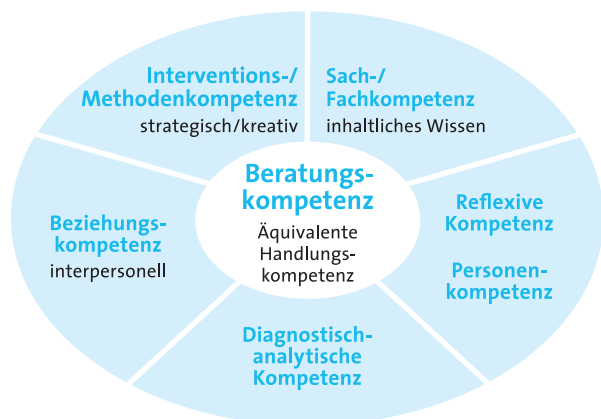 Interventions-/
Methodenkompetenz
strategisch/kreativ
Sach-/
Fachkompetenz
inhaltliches Wissen
Beratungs-
kompetenz
Äquivalente
Handlungs-
kompetenz
Beziehungs-
kompetenz
interpersonell
Reflexive
Kompetenz
Personen-
kompetenz
Diagnostisch-
analytische
Kompetenz